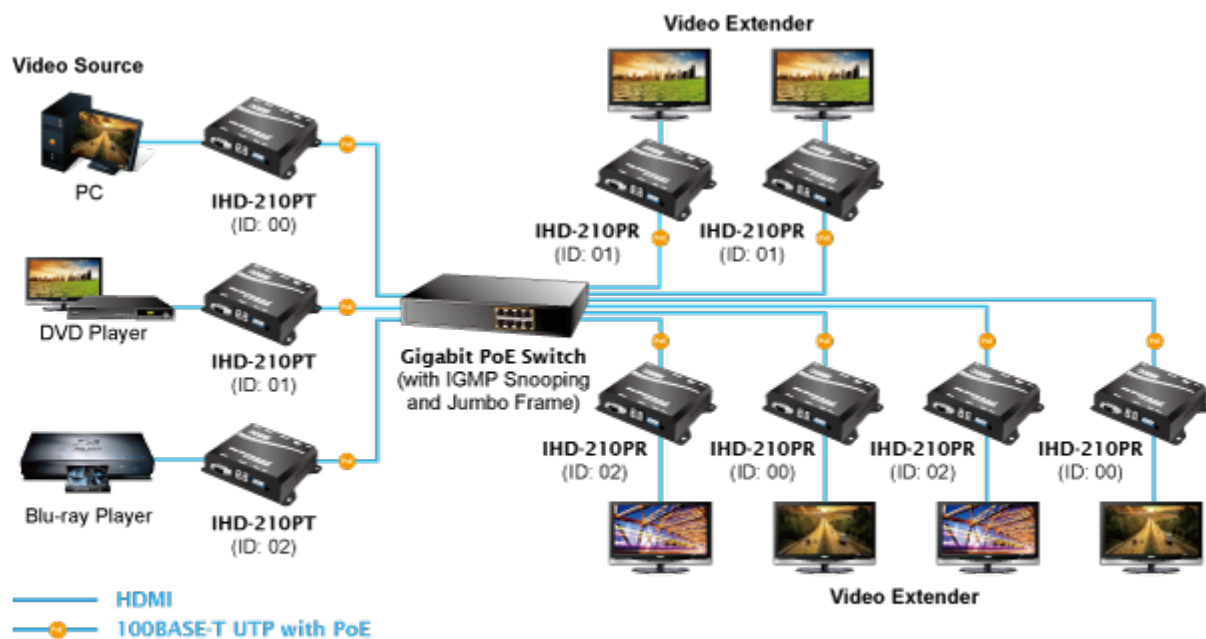 Video Extender
Video Source
PC
IHD-210PT
(ID: 00)
IHD-210PR
(ID: 01)
IHD-210PR
(ID: 01)
DVD Player
IHD-210PT
(ID: 01)
Gigabit PoE Switch
(with IGMP Snooping
and Jumbo Frame)
IHD-210PR
(ID: 02)
IHD-210PR
(ID: 00)
IHD-210PR
(ID: 02)
IHD-210PR
(ID: 00)
Blu-ray Player
IHD-210PT
(ID: 02)
Video Extender
HDMI
PoE
100BASE-T UTP with PoE